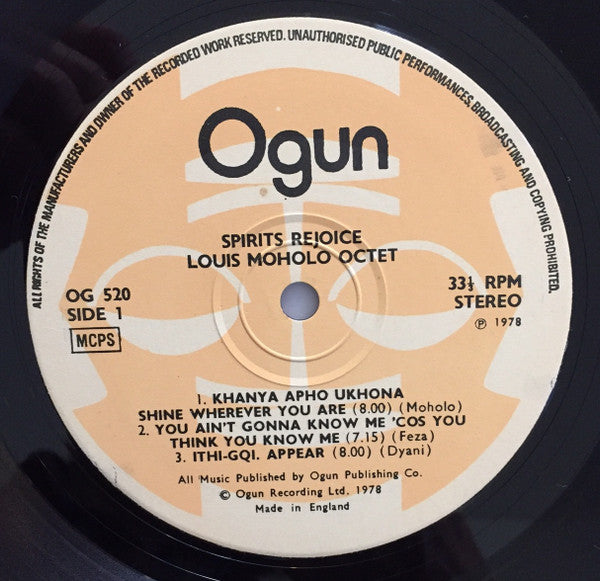 ALL RIGHTS OF THE MANUFACTURERS AND OWNER OF THE RECORDED WORK RESERVED. UNAUTHORISED PUBLIC PERFORMANCES, BROADCASTING AND COPYING PROHIBITED.
Ogun
SPIRITS REJOICE
LOUIS MOHOLO OCTET
OG 520
SIDE 1
MCPS
33⅓ RPM
STEREO
℗ 1978
1. KHANYA APHO UKHONA
SHINE WHEREVER YOU ARE (8.00) (Moholo)
2. YOU AIN'T GONNA KNOW ME 'COS YOU
THINK YOU KNOW ME (7.15) (Feza)
3. ITHI-GQI. APPEAR (8.00) (Dyani)
All Music Published by Ogun Publishing Co.
© Ogun Recording Ltd. 1978
Made in England